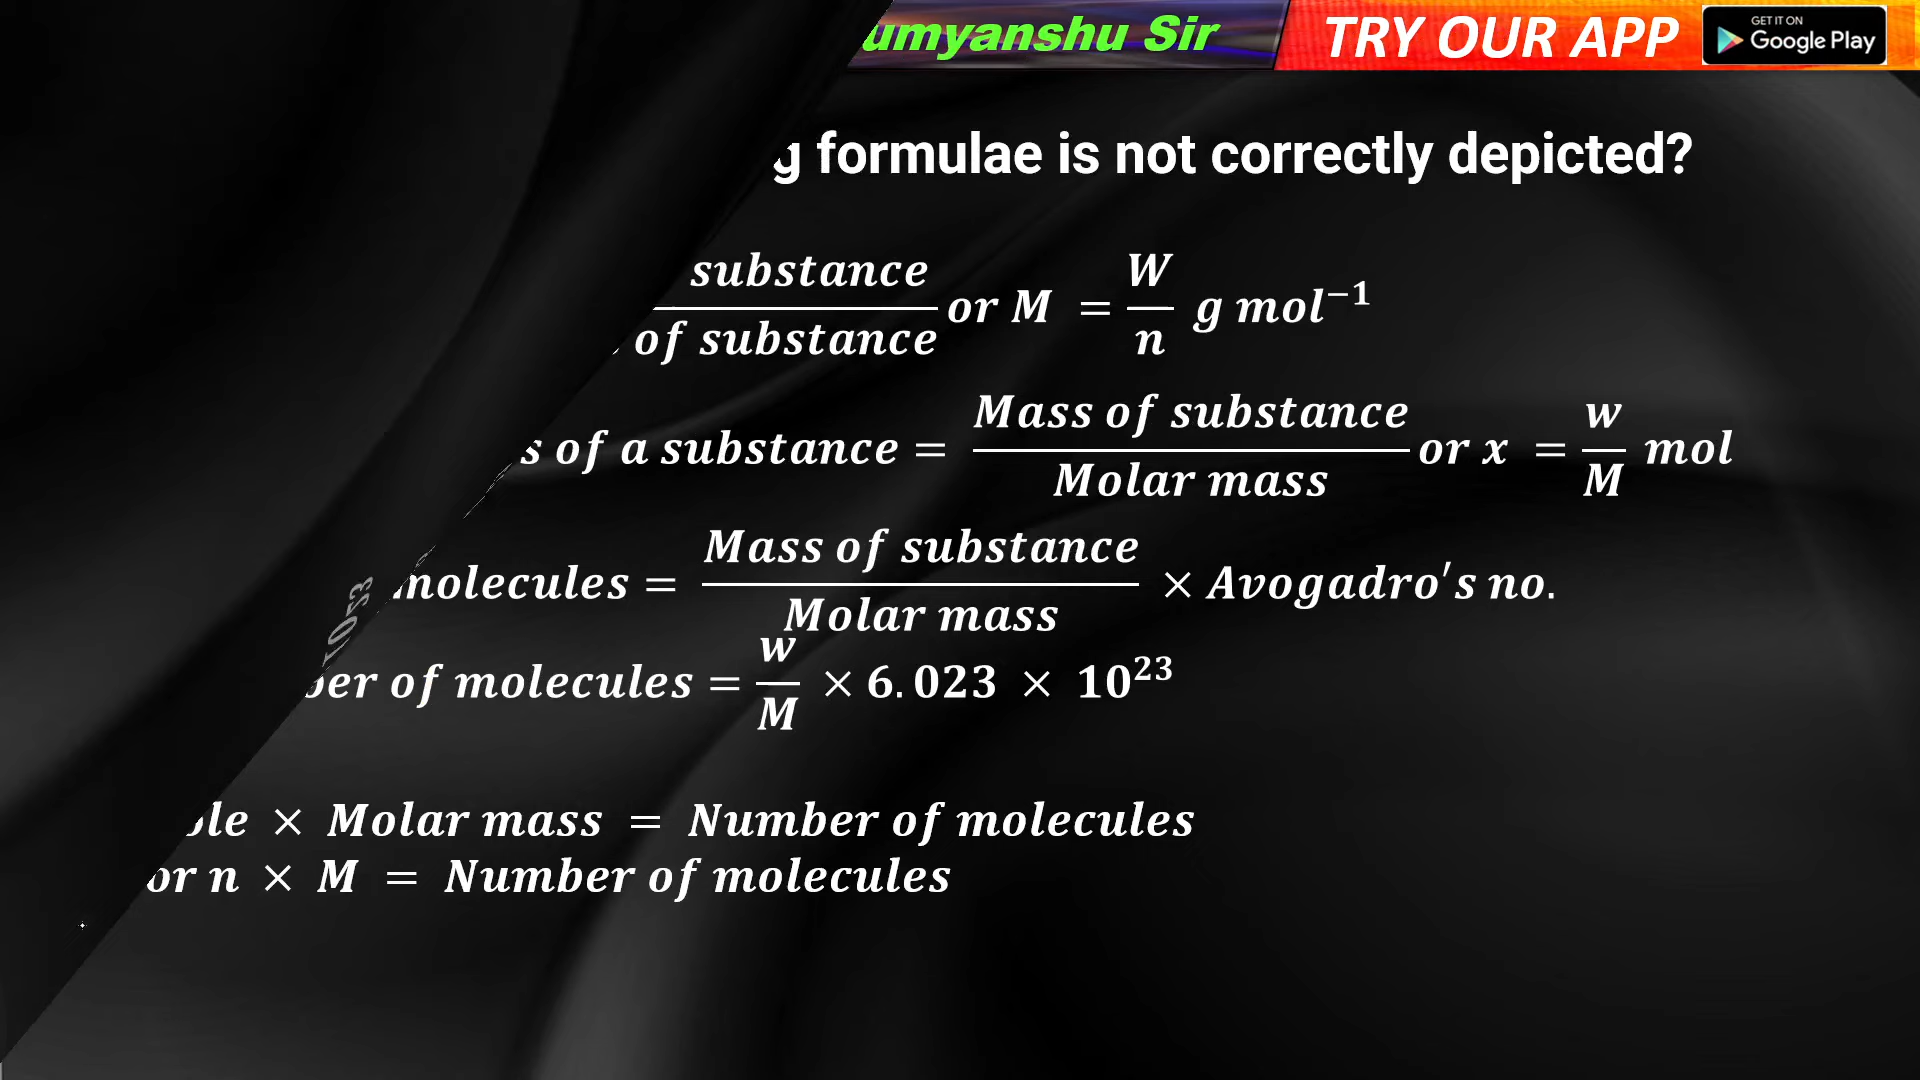 umyanshu Sir TRY OUR APP GET IT ON Google Play
g formulae is not correctly depicted?
substance / of substance or M = W/n g mol⁻¹
s of a substance = Mass of substance / Molar mass or x = w/M mol
molecules = Mass of substance / Molar mass × Avogadro's no.
ber of molecules = w/M × 6.023 × 10²³
1023
ole × Molar mass = Number of molecules
or n × M = Number of molecules